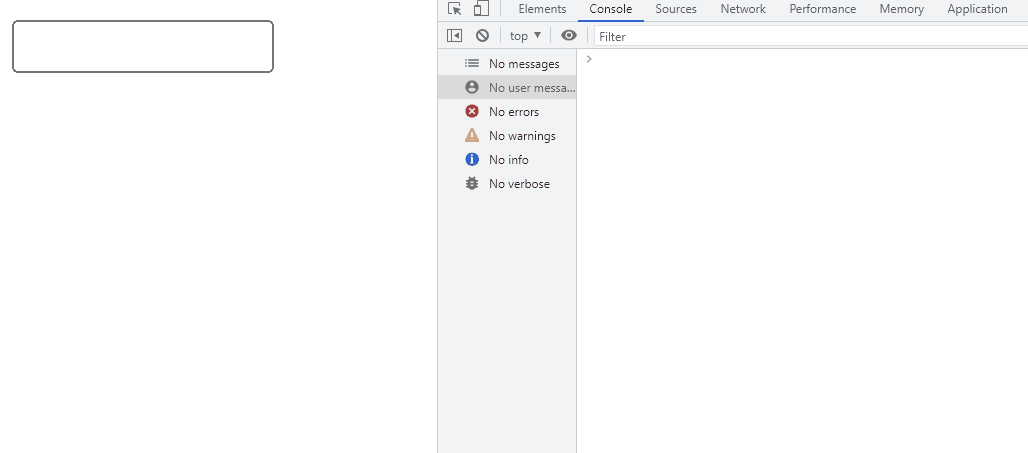 Elements Console Sources Network Performance Memory Application
top Filter
No messages
No user messa...
No errors
No warnings
No info
No verbose